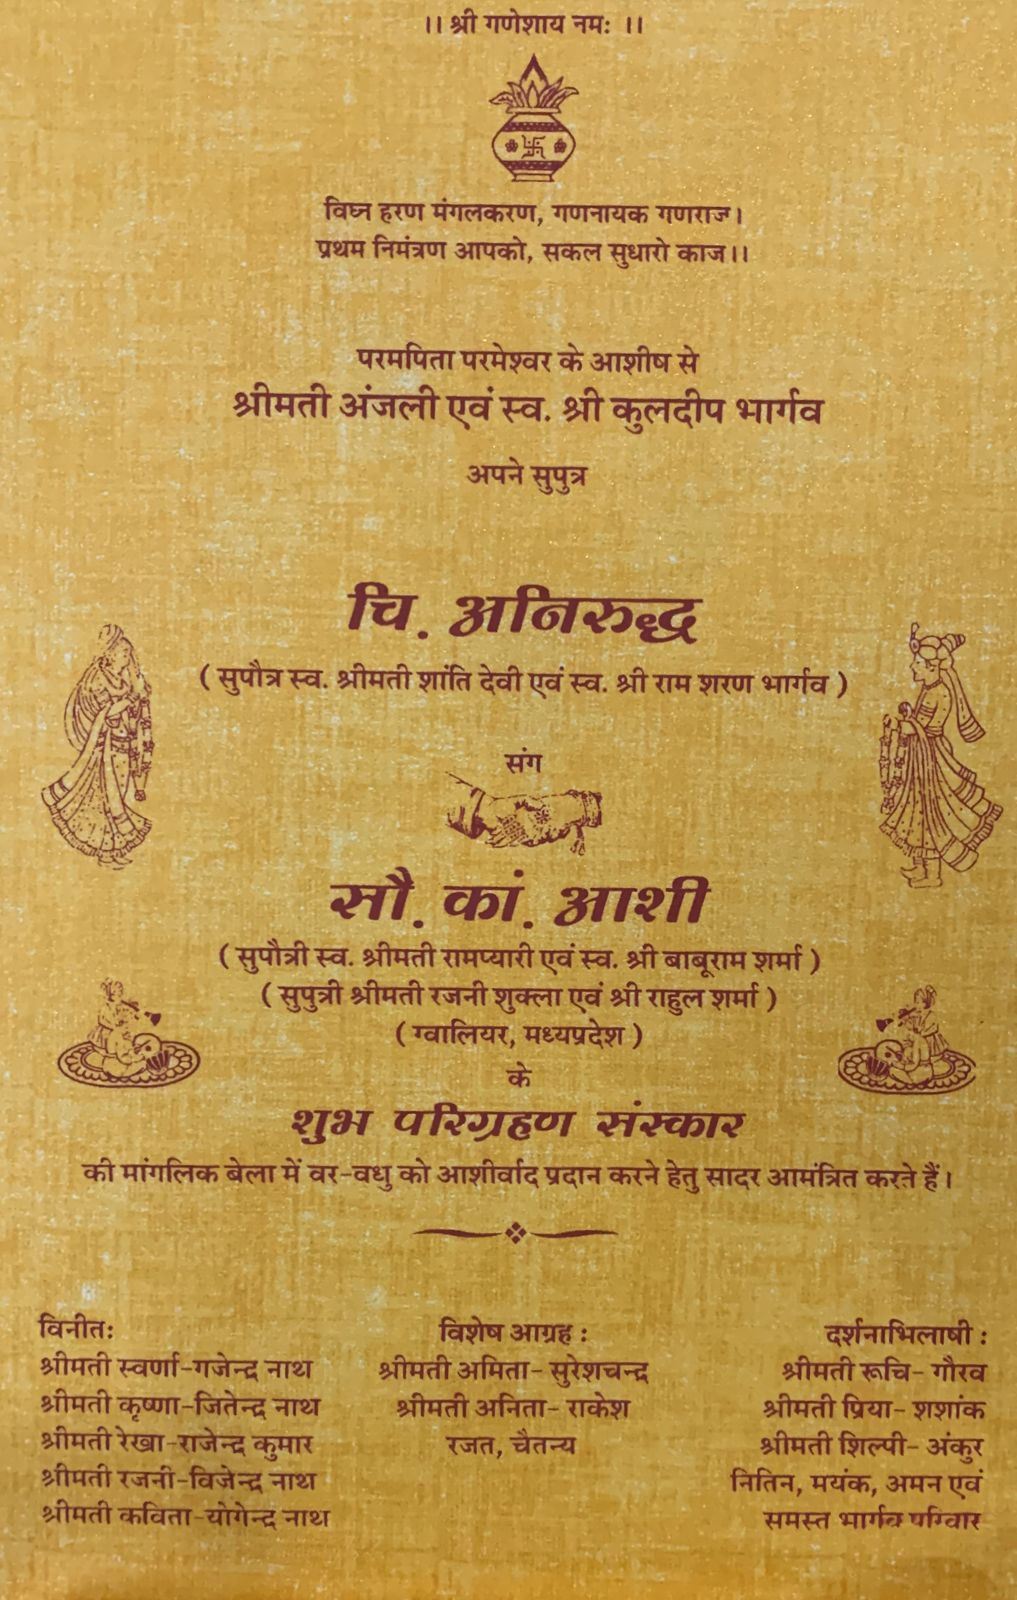 ।। श्री गणेशाय नमः ।।
विघ्न हरण मंगलकरण, गणनायक गणराज।
प्रथम निमंत्रण आपको, सकल सुधारो काज।।
परमपिता परमेश्वर के आशीष से
श्रीमती अंजली एवं स्व. श्री कुलदीप भार्गव
अपने सुपुत्र
चि. अनिरुद्ध
( सुपौत्र स्व. श्रीमती शांति देवी एवं स्व. श्री राम शरण भार्गव )
संग
सौ. कां. आशी
( सुपौत्री स्व. श्रीमती रामप्यारी एवं स्व. श्री बाबूराम शर्मा )
( सुपुत्री श्रीमती रजनी शुक्ला एवं श्री राहुल शर्मा )
( ग्वालियर, मध्यप्रदेश )
के
शुभ परिग्रहण संस्कार
की मांगलिक बेला में वर-वधु को आशीर्वाद प्रदान करने हेतु सादर आमंत्रित करते हैं।
विनीतः
श्रीमती स्वर्णा-गजेन्द्र नाथ
श्रीमती कृष्णा-जितेन्द्र नाथ
श्रीमती रेखा-राजेन्द्र कुमार
श्रीमती रजनी-विजेन्द्र नाथ
श्रीमती कविता-योगेन्द्र नाथ
विशेष आग्रह :
श्रीमती अमिता- सुरेशचन्द्र
श्रीमती अनिता- राकेश
रजत, चैतन्य
दर्शनाभिलाषी :
श्रीमती रूचि- गौरव
श्रीमती प्रिया- शशांक
श्रीमती शिल्पी- अंकुर
नितिन, मयंक, अमन एवं
समस्त भार्गव परिवार